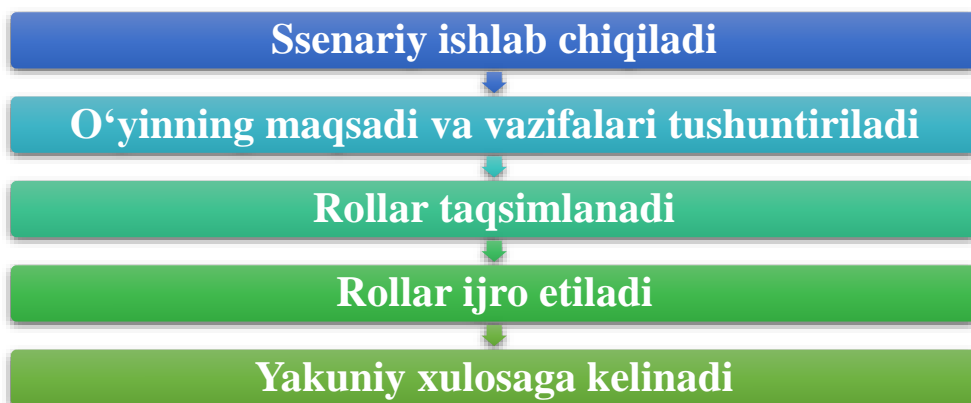 Ssenariy ishlab chiqiladi
O‘yinning maqsadi va vazifalari tushuntiriladi
Rollar taqsimlanadi
Rollar ijro etiladi
Yakuniy xulosaga kelinadi